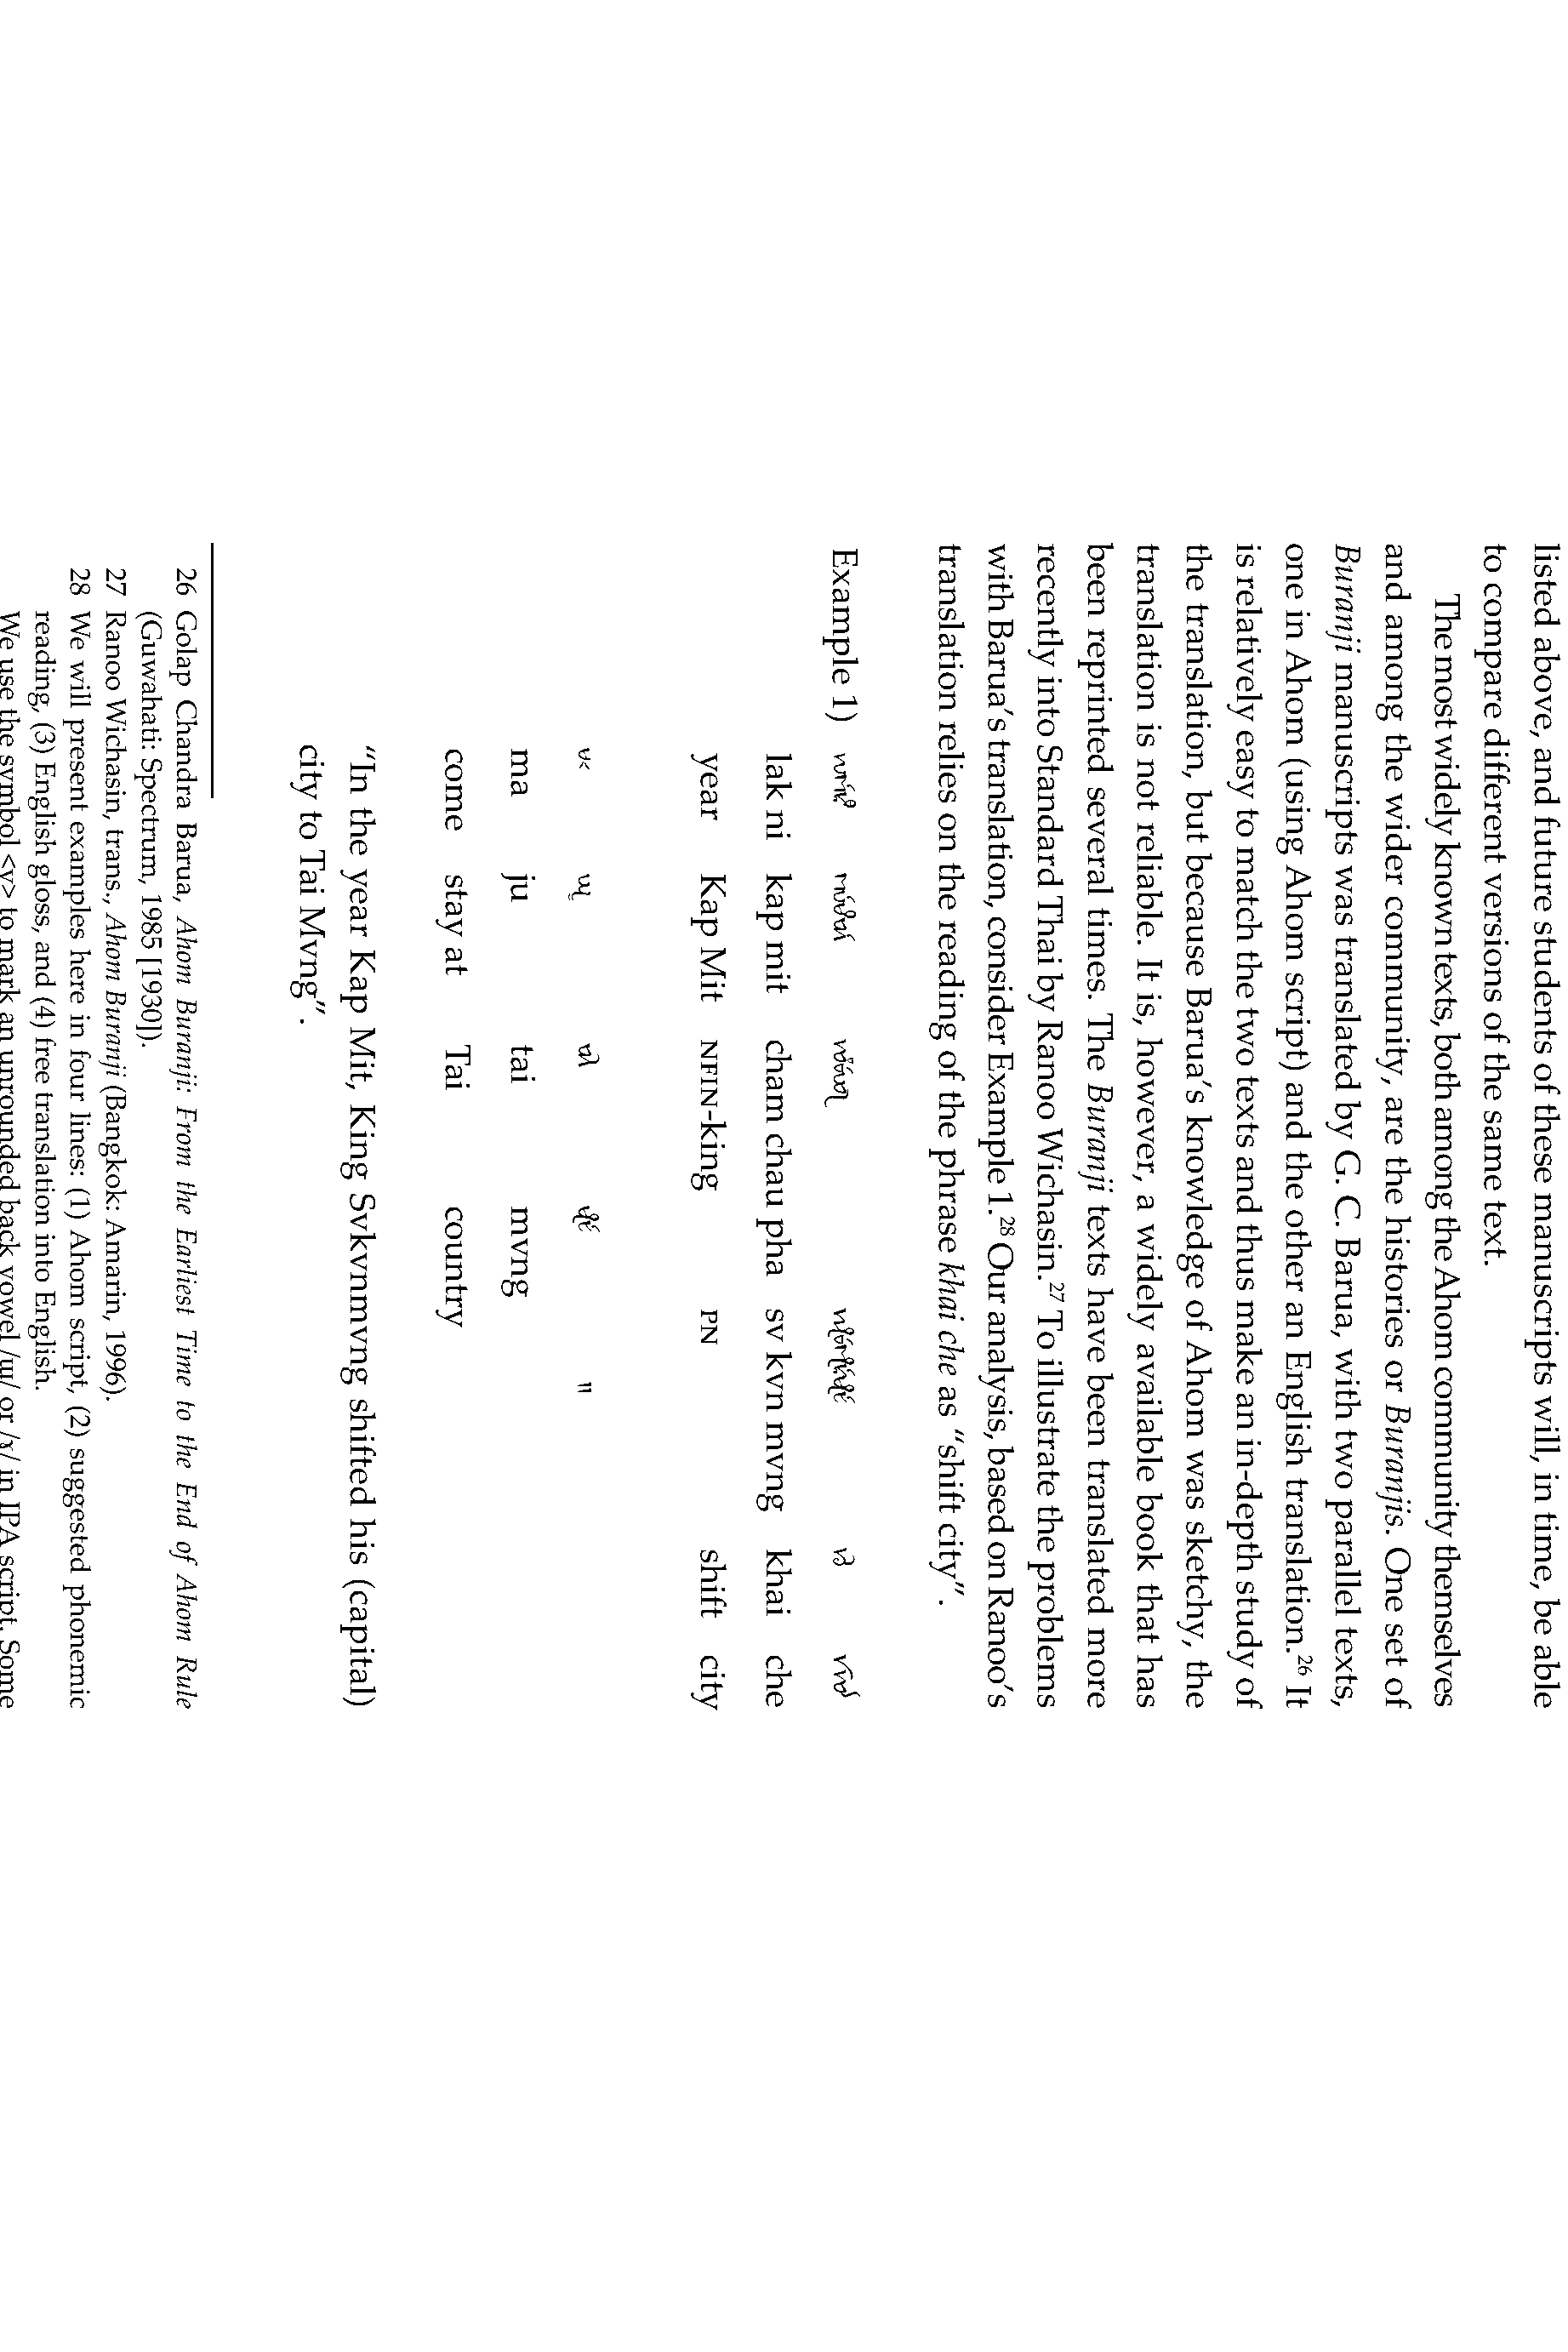 listed above, and future students of these manuscripts will, in time, be able
to compare different versions of the same text.
The most widely known texts, both among the Ahom community themselves
and among the wider community, are the histories or Buranjis. One set of
Buranji manuscripts was translated by G. C. Barua, with two parallel texts,
one in Ahom (using Ahom script) and the other an English translation.26 It
is relatively easy to match the two texts and thus make an in-depth study of
the translation, but because Barua's knowledge of Ahom was sketchy, the
translation is not reliable. It is, however, a widely available book that has
been reprinted several times. The Buranji texts have been translated more
recently into Standard Thai by Ranoo Wichasin.27 To illustrate the problems
with Barua's translation, consider Example 1.28 Our analysis, based on Ranoo's
translation relies on the reading of the phrase khai che as "shift city".
Example 1)
lak ni kap mit cham chau pha sv kvn mvng khai che
year Kap Mit NFIN-king PN shift city
ma ju tai mvng
come stay at Tai country
"In the year Kap Mit, King Svkvnmvng shifted his (capital)
city to Tai Mvng".
26 Golap Chandra Barua, Ahom Buranji: From the Earliest Time to the End of Ahom Rule
(Guwahati: Spectrum, 1985 [1930]).
27 Ranoo Wichasin, trans., Ahom Buranji (Bangkok: Amarin, 1996).
28 We will present examples here in four lines: (1) Ahom script, (2) suggested phonemic
reading, (3) English gloss, and (4) free translation into English.
We use the symbol <v> to mark an unrounded back vowel /ɯ/ or /ɤ/ in IPA script. Some